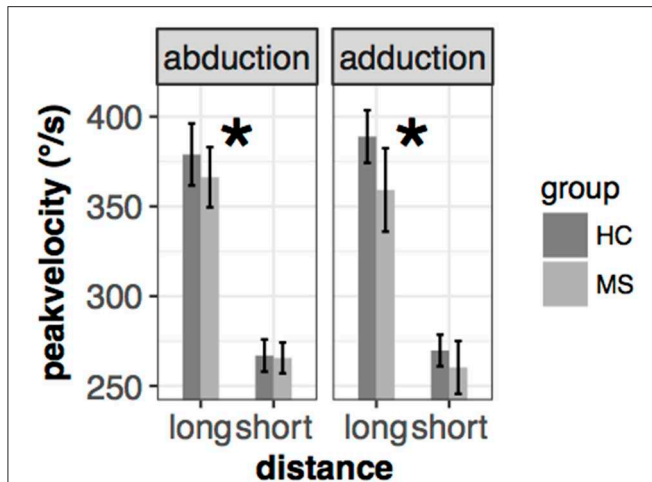 abduction adduction
peakvelocity (°/s)
400
350
300
250
* *
long short long short
distance
group
HC
MS